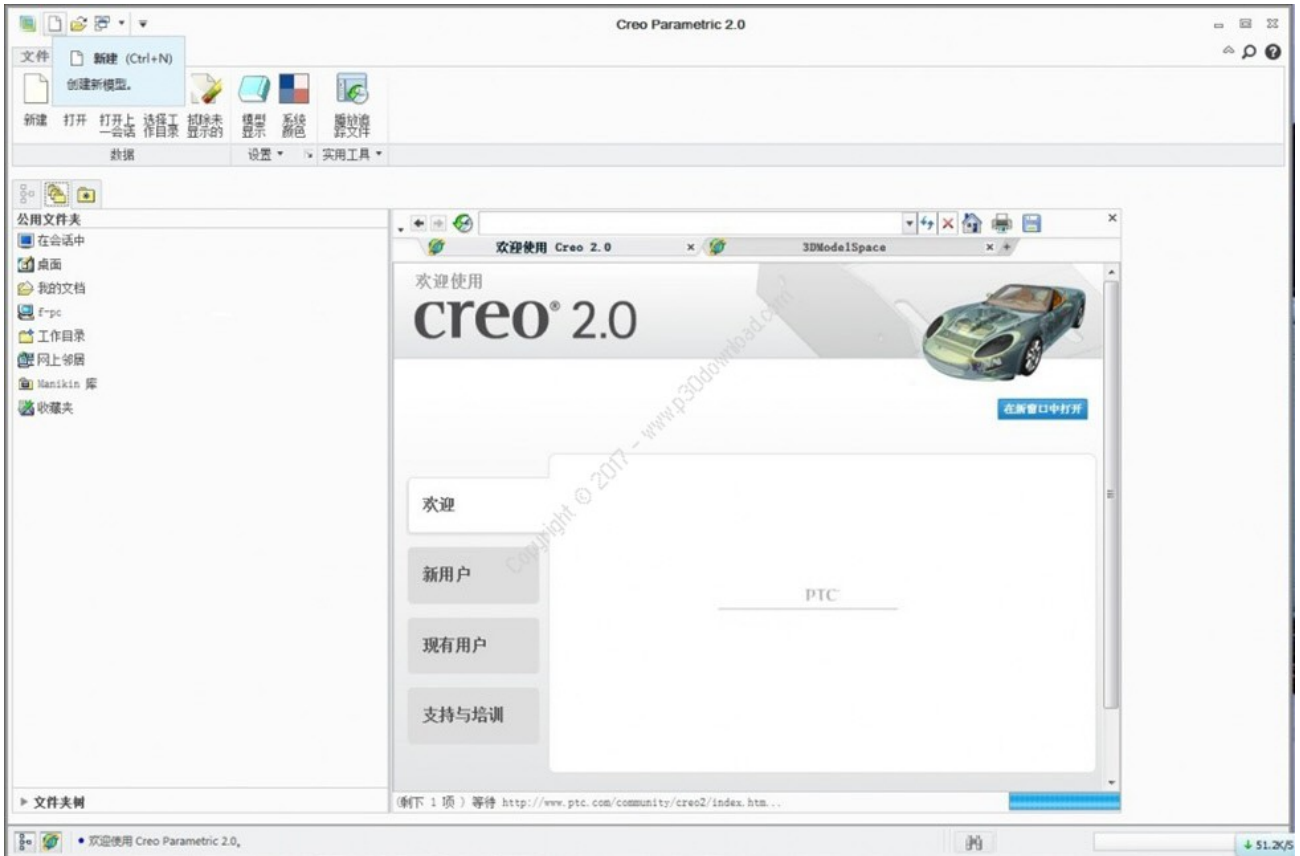 Creo Parametric 2.0
文件
新建 (Ctrl+N)
创建新模型。
新建
打开
打开上一会话
选择工作目录
拭除未显示的
模型显示
系统颜色
播放追踪文件
数据
设置
实用工具
公用文件夹
在会话中
桌面
我的文档
f-pc
工作目录
网上邻居
Manikin 库
收藏夹
文件夹树
欢迎使用 Creo 2.0
3DModelSpace
欢迎使用
creo® 2.0
在新窗口中打开
Copyright © 2017 - www.p30download.com
欢迎
新用户
现有用户
支持与培训
PTC
(剩下 1 项 ) 等待 http://www.ptc.com/community/creo2/index.htm...
欢迎使用 Creo Parametric 2.0。
51.2K/S